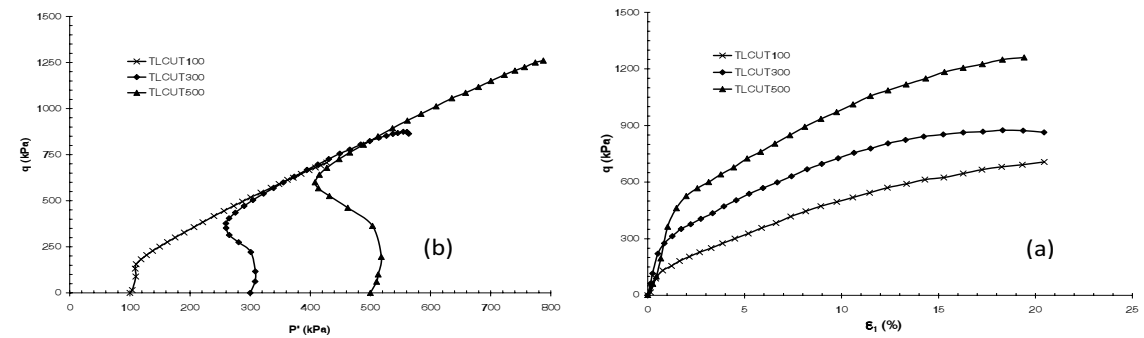 1500
1250
1000
750
500
250
0
q (kPa)
TLCUT100
TLCUT300
TLCUT500
(b)
0 100 200 300 400 500 600 700 800
P' (kPa)
1500
1200
900
600
300
0
q (kPa)
TLCUT100
TLCUT300
TLCUT500
(a)
0 5 10 15 20 25
ε₁ (%)